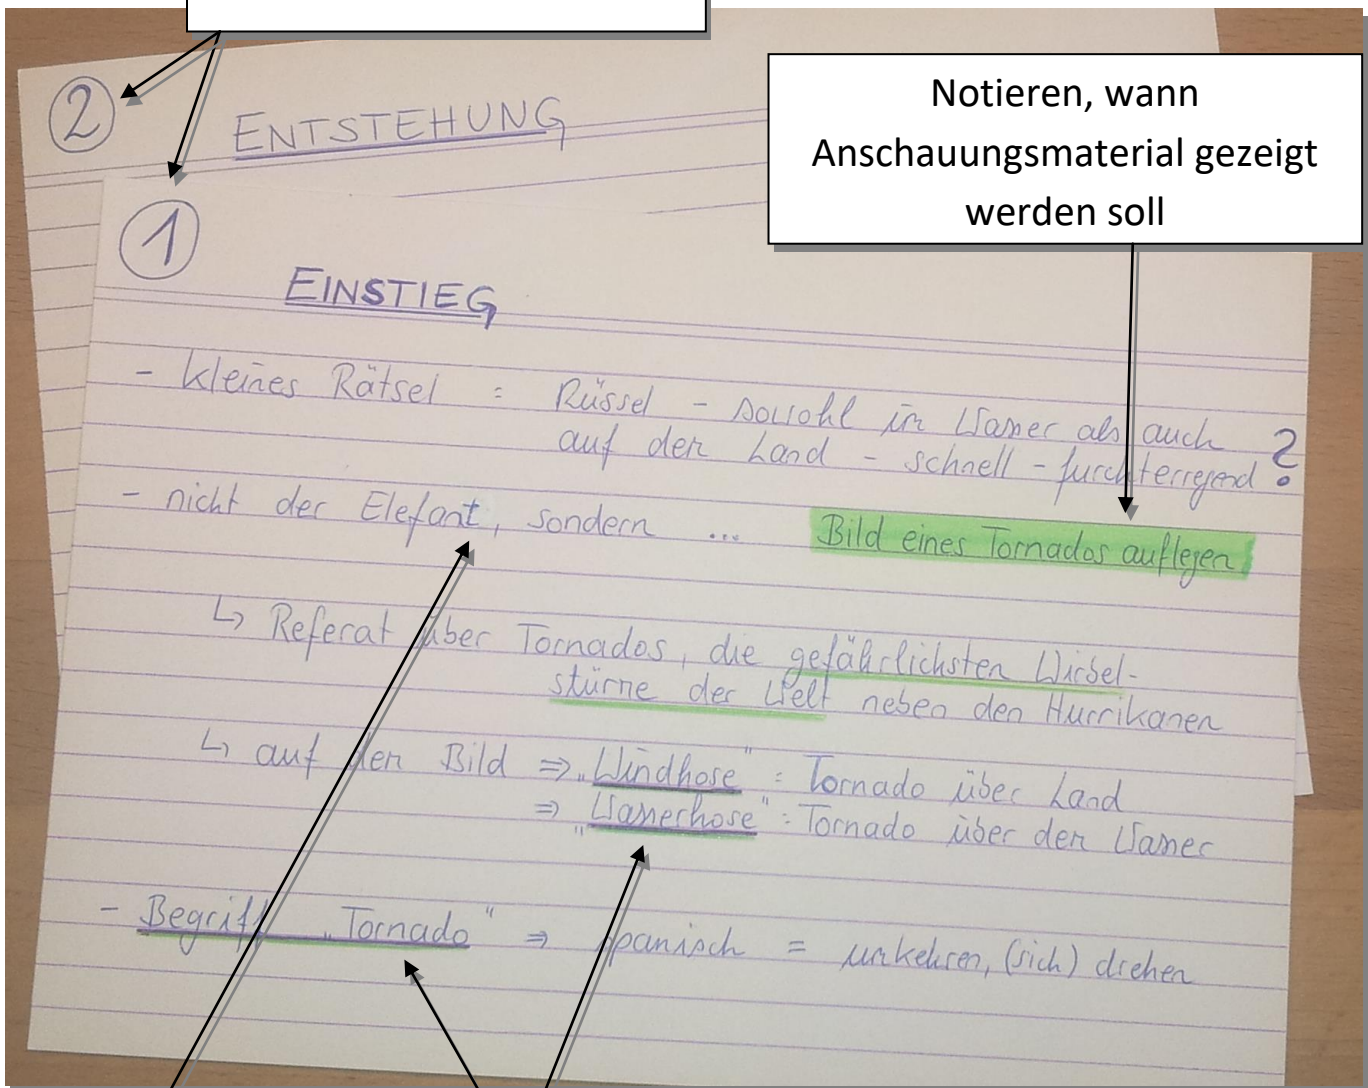 Notieren, wann
Anschauungsmaterial gezeigt
werden soll
2
ENTSTEHUNG
1
EINSTIEG
- kleines Rätsel : Rüssel - sowohl im Wasser als auch
auf dem Land - schnell - furchterregend ?
- nicht der Elefant, sondern ... Bild eines Tornados auflegen!
↳ Referat über Tornados, die gefährlichsten Wirbel-
stürme der Welt neben den Hurrikanen
↳ auf dem Bild ⇒ „Windhose" : Tornado über Land
⇒ „Wasserhose" : Tornado über dem Wasser
- Begriff „Tornado" ⇒ spanisch = umkehren, (sich) drehen